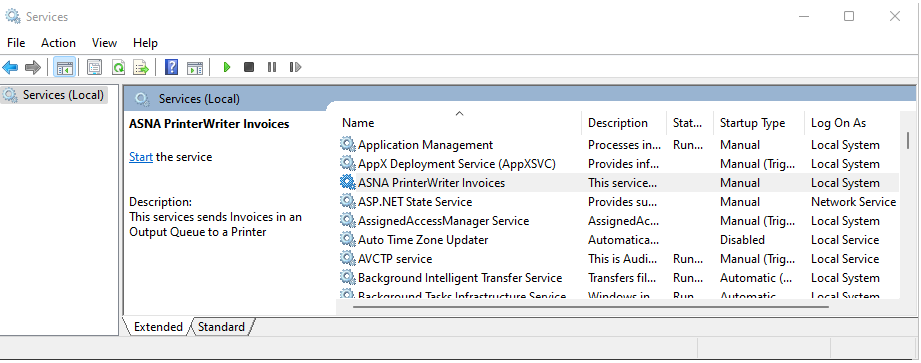 Services
File Action View Help
Services (Local)
Services (Local)
ASNA PrinterWriter Invoices
Start the service
Description:
This services sends Invoices in an
Output Queue to a Printer
Name Description Stat... Startup Type Log On As
Application Management Processes in... Run... Manual Local System
AppX Deployment Service (AppXSVC) Provides inf... Manual (Trig... Local System
ASNA PrinterWriter Invoices This service... Manual Local System
ASP.NET State Service Provides su... Manual Network Service
AssignedAccessManager Service AssignedAc... Manual (Trig... Local System
Auto Time Zone Updater Automatica... Disabled Local Service
AVCTP service This is Audi... Run... Manual (Trig... Local Service
Background Intelligent Transfer Service Transfers fil... Run... Automatic (... Local System
Background Tasks Infrastructure Service Windows in... Run... Automatic Local System
Extended Standard